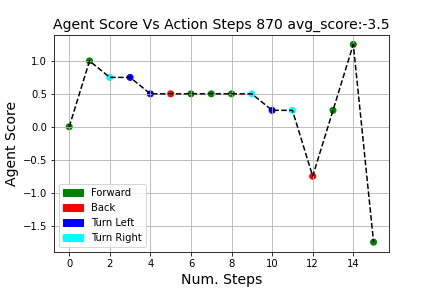 Agent Score Vs Action Steps 870 avg_score:-3.5
Agent Score
1.0
0.5
0.0
−0.5
−1.0
−1.5
Forward
Back
Turn Left
Turn Right
0 2 4 6 8 10 12 14
Num. Steps